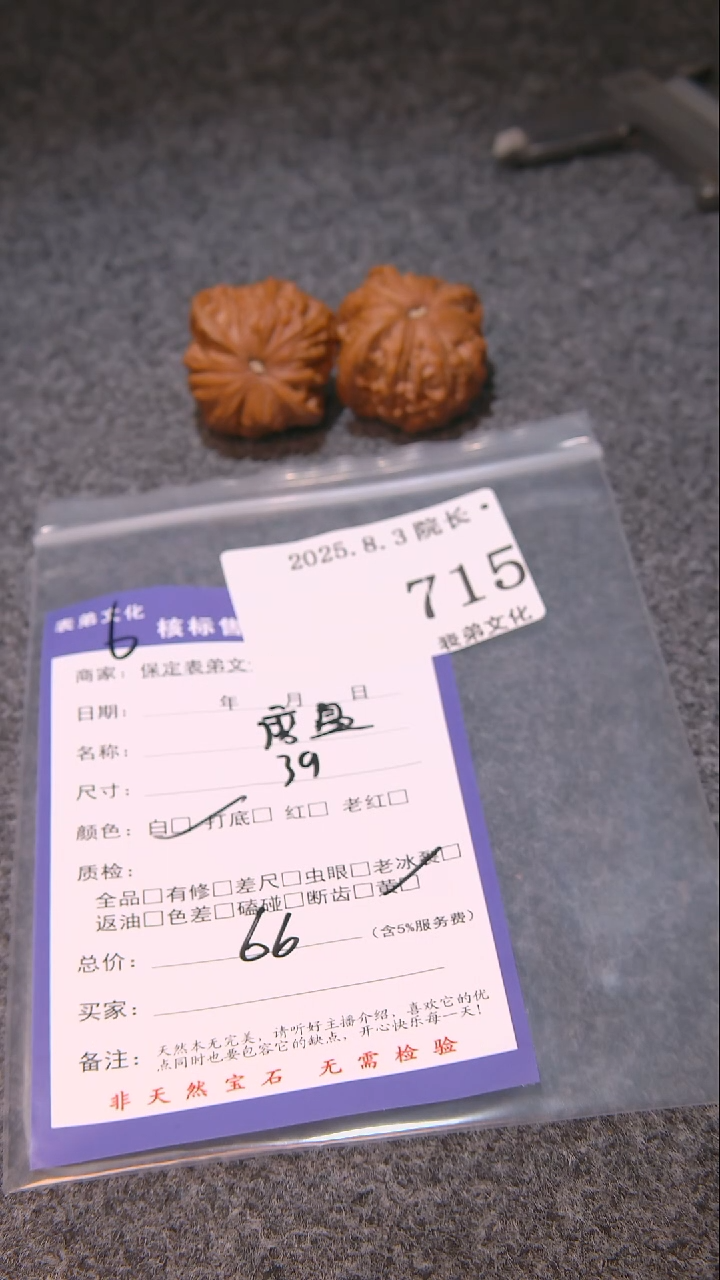 2025.8.3 院长·
715
表弟文化
表弟文化 核标售
6
商家： 保定表弟文
日期： 年 月 日
名称： 磨盘
尺寸： 39
颜色： 白□ 打底□ 红□ 老红□
质检：
全品□有修□差尺□虫眼□老冰裂□
返油□色差□磕碰□断齿□黄□
总价： 66 （含5%服务费）
买家：
备注： 天然本无完美，请听好主播介绍，喜欢它的优
点同时也要包容它的缺点，开心快乐每一天！
非天然宝石 无需检验